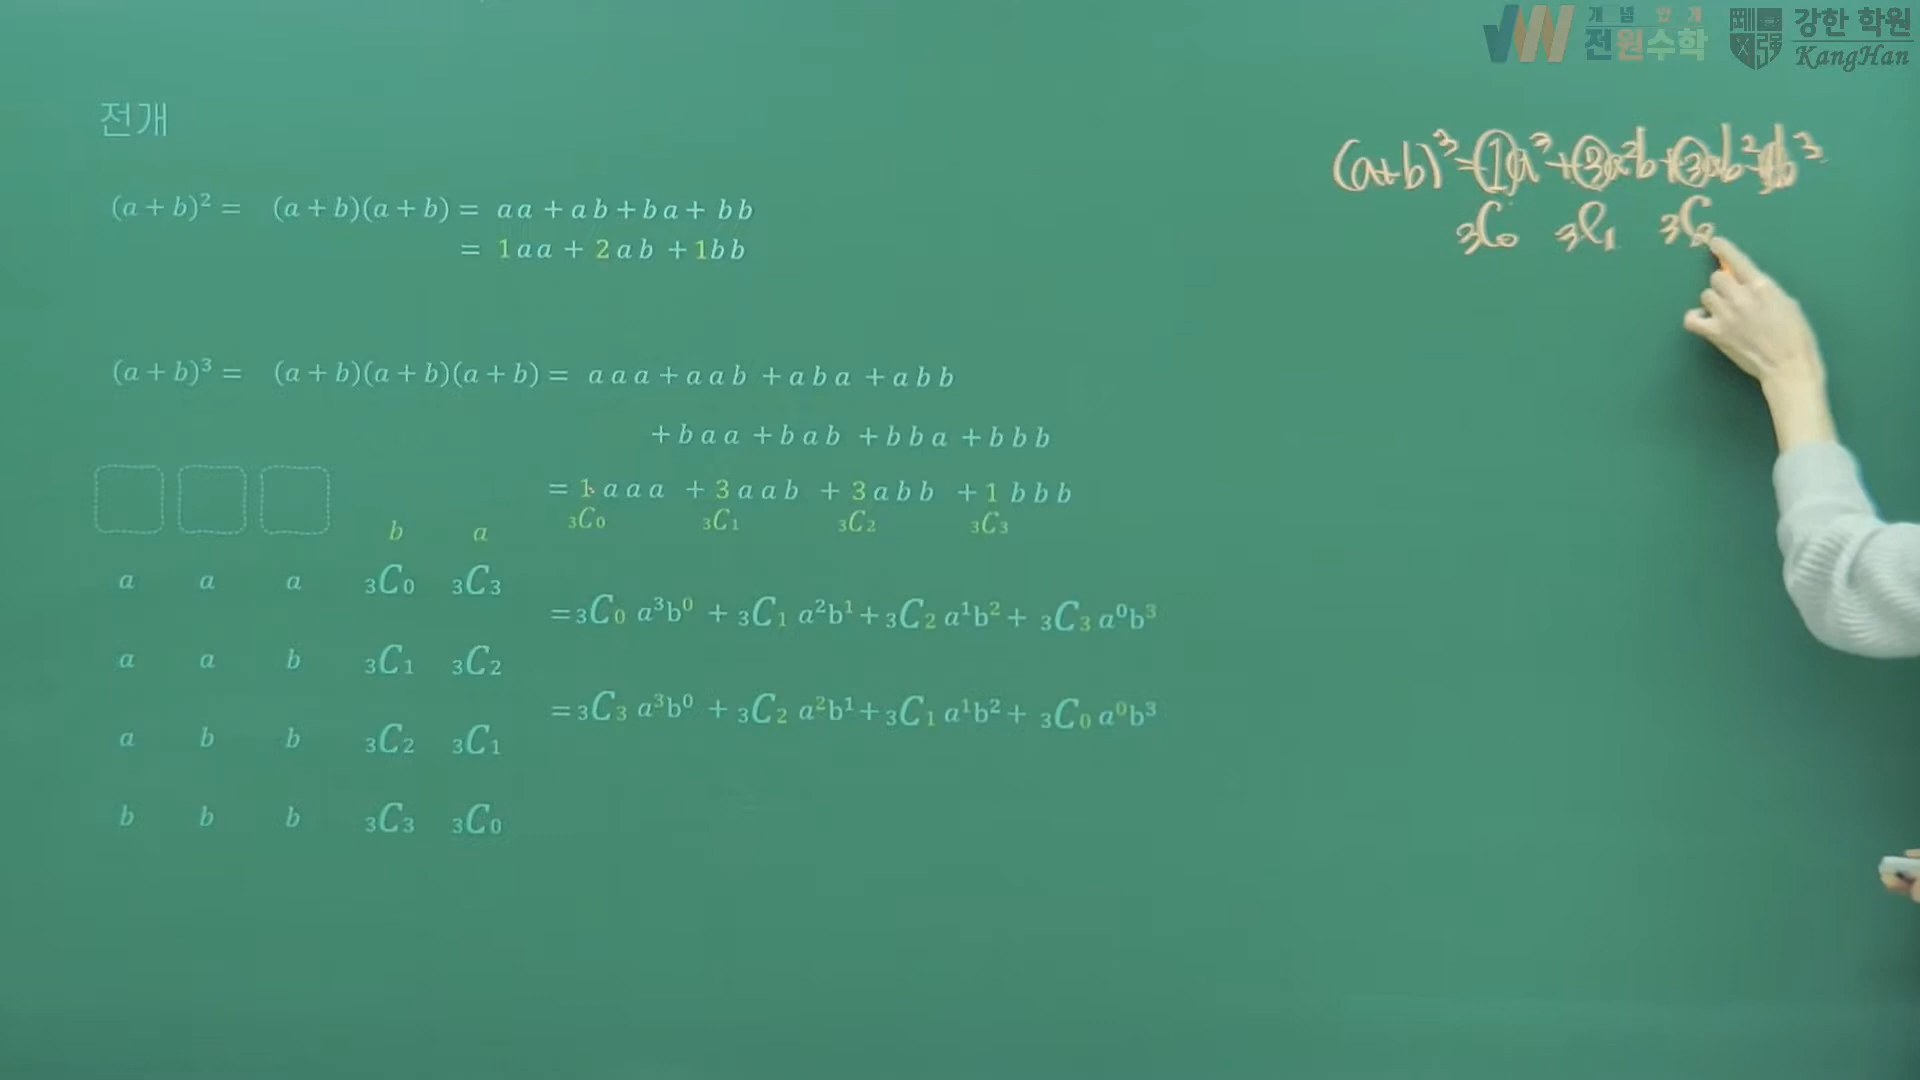 개념한개
전원수학
강한 학원
KangHan
전개
(a + b)² = (a + b)(a + b) = aa + ab + ba + bb
= 1aa + 2ab + 1bb
(a + b)³ = (a + b)(a + b)(a + b) = aaa + aab + aba + abb
+ baa + bab + bba + bbb
= 1aaa + 3aab + 3abb + 1bbb
₃C₀ ₃C₁ ₃C₂ ₃C₃
b a
a a a ₃C₀ ₃C₃
= ₃C₀ a³b⁰ + ₃C₁ a²b¹ + ₃C₂ a¹b² + ₃C₃ a⁰b³
a a b ₃C₁ ₃C₂
= ₃C₃ a³b⁰ + ₃C₂ a²b¹ + ₃C₁ a¹b² + ₃C₀ a⁰b³
a b b ₃C₂ ₃C₁
b b b ₃C₃ ₃C₀
(a+b)³ = 1a³ + 3a²b + 3ab² + 1b³
₃C₀ ₃C₁ ₃C₂